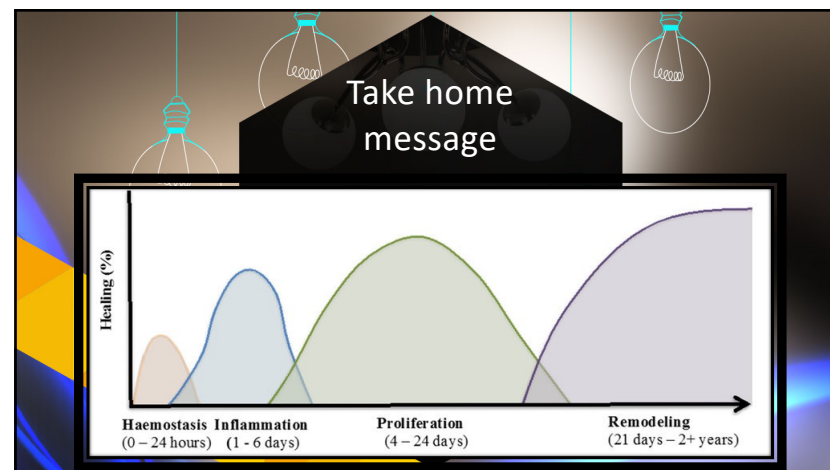 Take home
message
Healing (%)
Haemostasis Inflammation Proliferation Remodeling
(0 – 24 hours) (1 - 6 days) (4 – 24 days) (21 days – 2+ years)